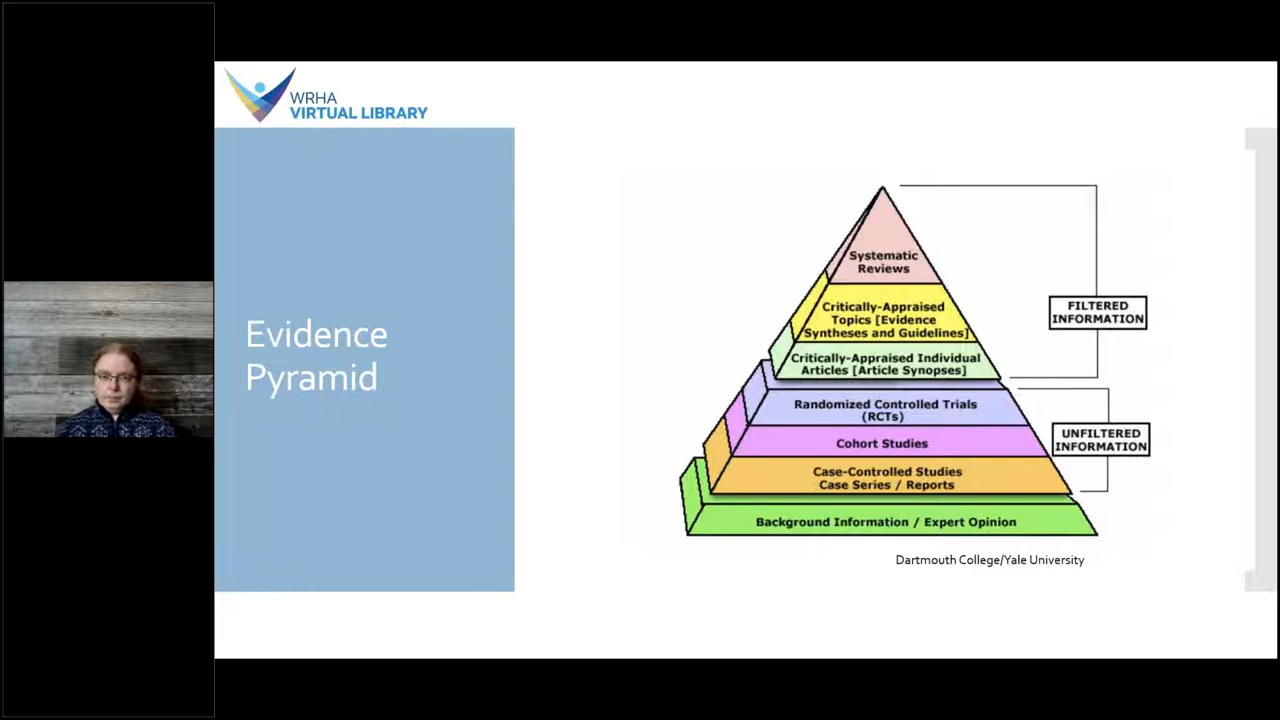 WRHA
VIRTUAL LIBRARY
Evidence
Pyramid
Systematic
Reviews
Critically-Appraised
Topics [Evidence
Syntheses and Guidelines]
Critically-Appraised Individual
Articles [Article Synopses]
Randomized Controlled Trials
(RCTs)
Cohort Studies
Case-Controlled Studies
Case Series / Reports
Background Information / Expert Opinion
FILTERED
INFORMATION
UNFILTERED
INFORMATION
Dartmouth College/Yale University